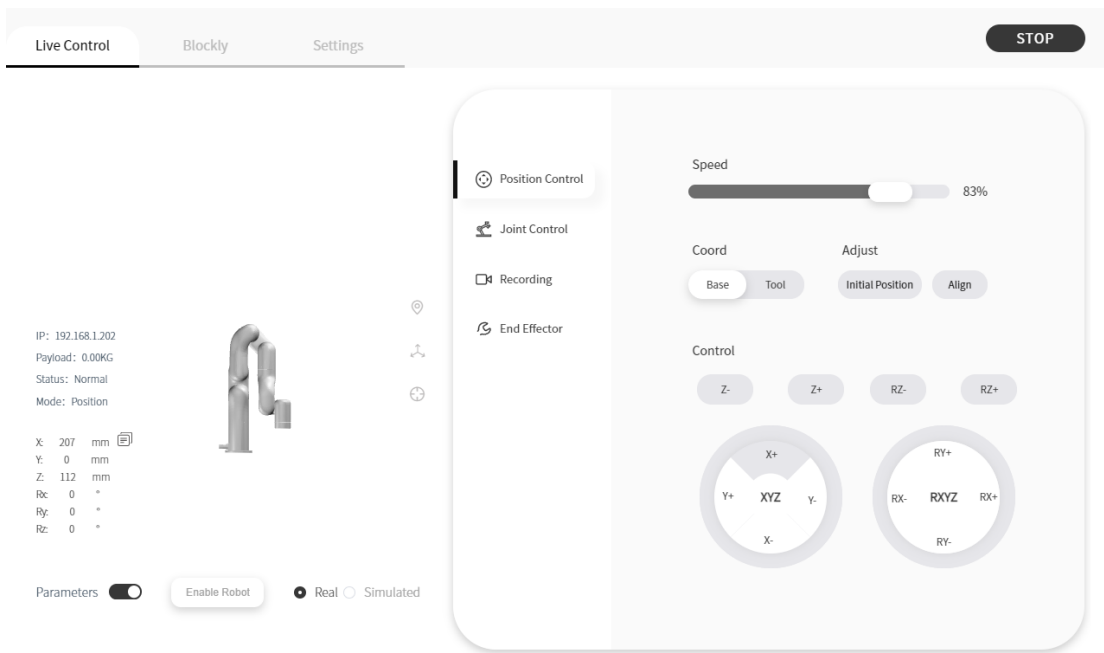 Live Control
Blockly
Settings
STOP
Position Control
Joint Control
Recording
End Effector
Speed
83%
Coord
Adjust
Base
Tool
Initial Position
Align
Control
Z-
Z+
RZ-
RZ+
X+
Y+
XYZ
Y-
X-
RY+
RX-
RXYZ
RX+
RY-
IP: 192.168.1.202
Payload: 0.00KG
Status: Normal
Mode: Position
X: 207 mm
Y: 0 mm
Z: 112 mm
Rx: 0 °
Ry: 0 °
Rz: 0 °
Parameters
Enable Robot
Real
Simulated